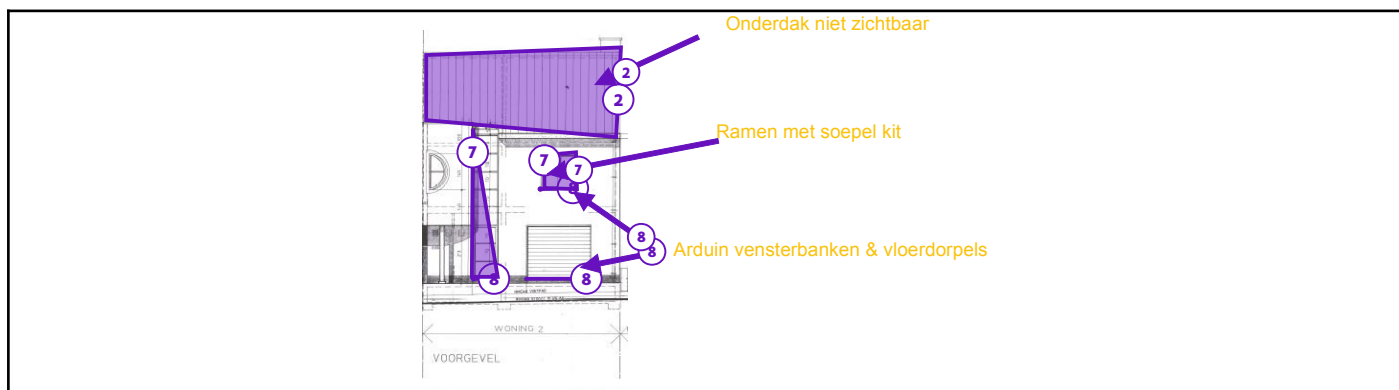 Onderdak niet zichtbaar
2
2
Ramen met soepel kit
7
7
7
8
8
Arduin vensterbanken & vloerdorpels
8
8
8
WONING 2
VOORGEVEL